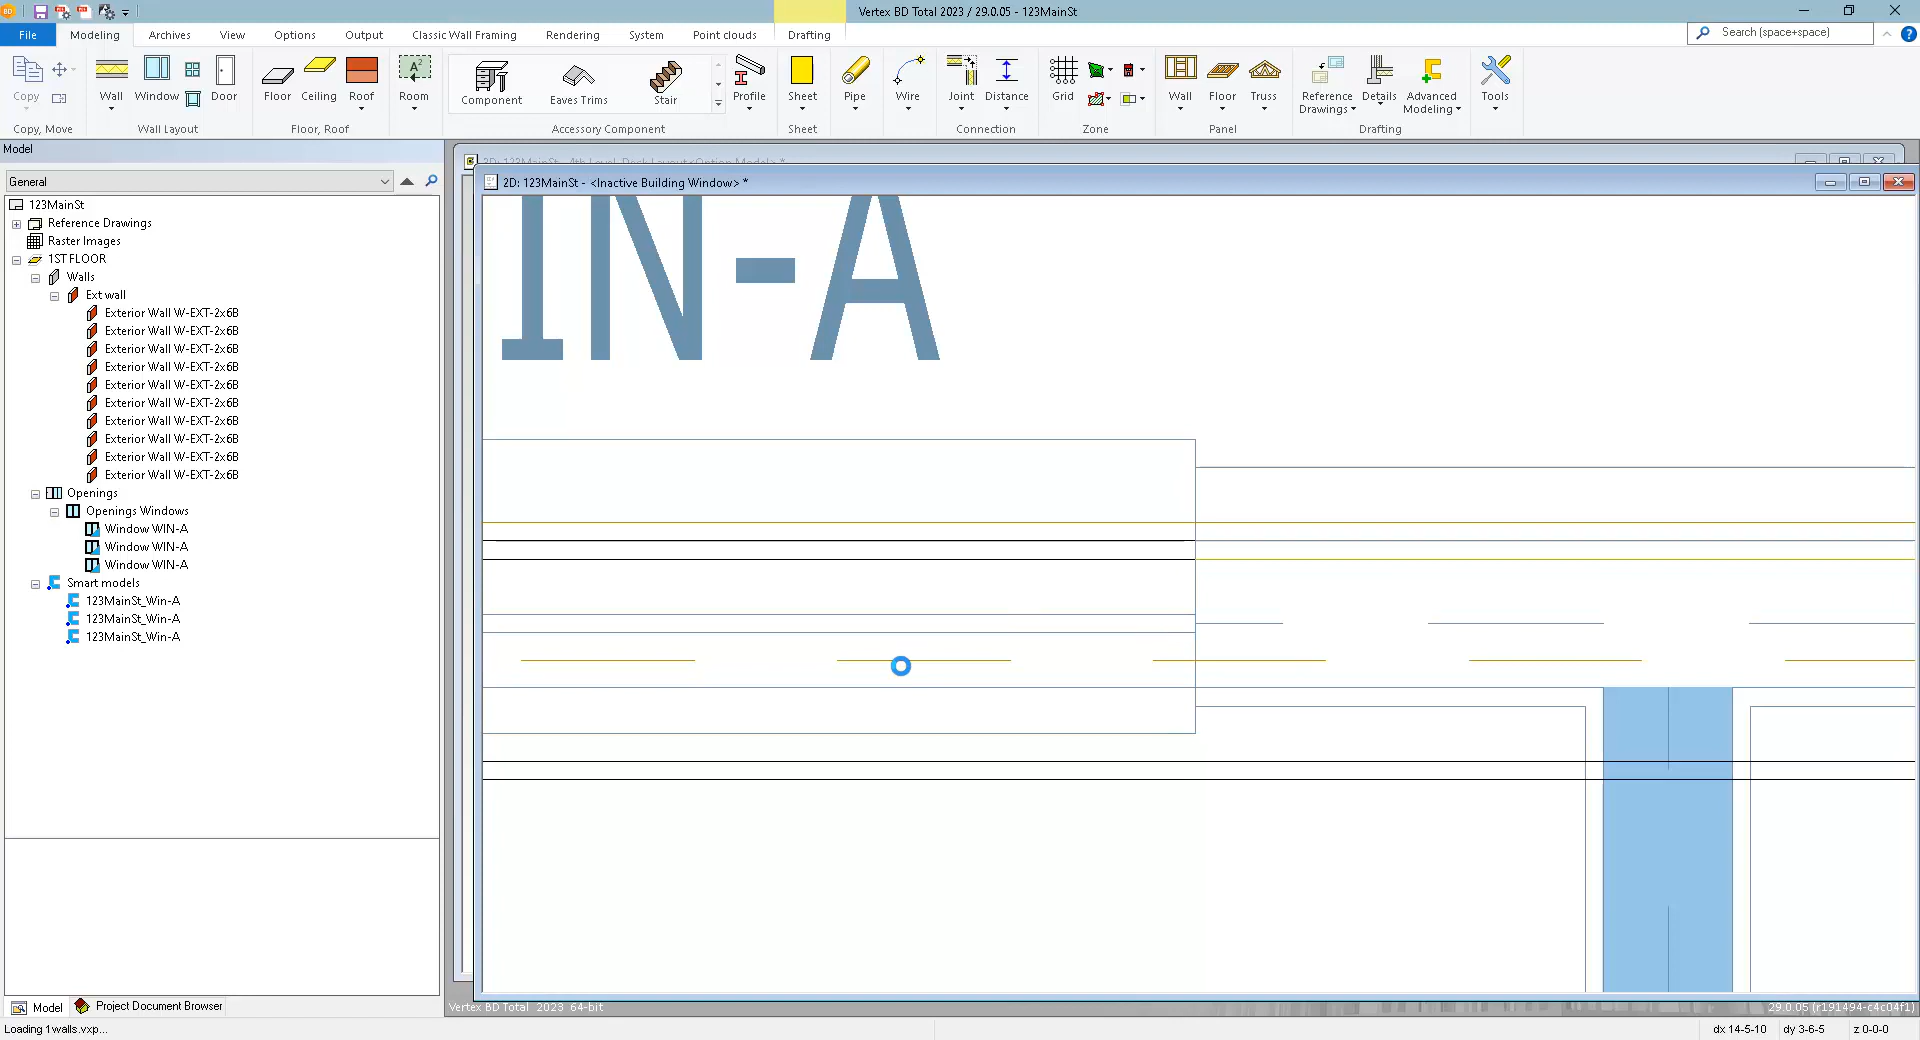 BD
Vertex BD Total 2023 / 29.0.05 - 123MainSt
File
Modeling
Archives
View
Options
Output
Classic Wall Framing
Rendering
System
Point clouds
Drafting
Search (space+space)
Copy
Wall
Window
Door
Floor
Ceiling
Roof
Room
Component
Eaves Trims
Stair
Profile
Sheet
Pipe
Wire
Joint
Distance
Grid
Wall
Floor
Truss
Reference
Drawings
Details
Advanced
Modeling
Tools
Copy, Move
Wall Layout
Floor, Roof
Accessory Component
Sheet
Connection
Zone
Panel
Drafting
Model
General
123MainSt
Reference Drawings
Raster Images
1ST FLOOR
Walls
Ext wall
Exterior Wall W-EXT-2x6B
Exterior Wall W-EXT-2x6B
Exterior Wall W-EXT-2x6B
Exterior Wall W-EXT-2x6B
Exterior Wall W-EXT-2x6B
Exterior Wall W-EXT-2x6B
Exterior Wall W-EXT-2x6B
Exterior Wall W-EXT-2x6B
Exterior Wall W-EXT-2x6B
Exterior Wall W-EXT-2x6B
Openings
Openings Windows
Window WIN-A
Window WIN-A
Window WIN-A
Smart models
123MainSt_Win-A
123MainSt_Win-A
123MainSt_Win-A
2D: 123MainSt - <Inactive Building Window> *
IN-A
Model
Project Document Browser
Vertex BD Total 2023 64-bit
29.0.05 (r191494-c4c04f1)
Loading 1walls.vxp...
dx 14-5-10
dy 3-6-5
z 0-0-0